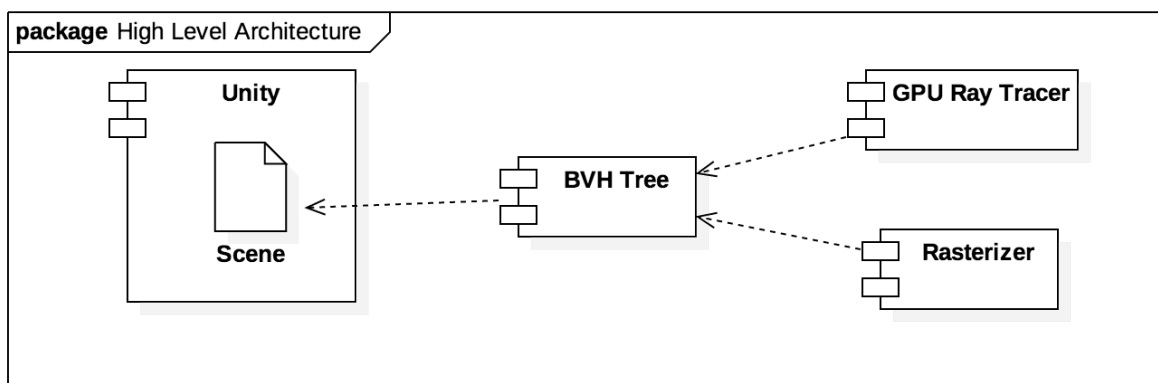 package High Level Architecture
Unity
Scene
BVH Tree
GPU Ray Tracer
Rasterizer